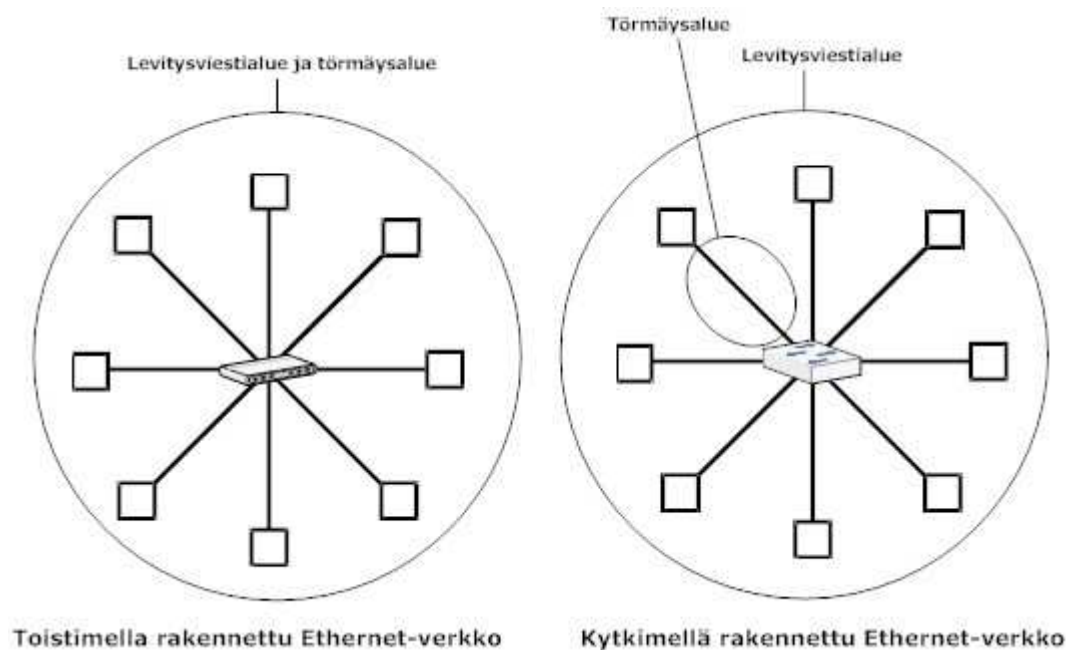 Törmäysalue
Levitysviestialue ja törmäysalue
Levitysviestialue
Toistimella rakennettu Ethernet-verkko
Kytkimellä rakennettu Ethernet-verkko